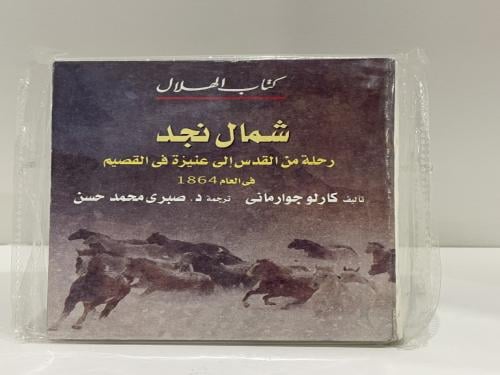 كتاب الهلال
شمال نجد
رحلة من القدس إلى عنيزة فى القصيم
فى العام 1864
تأليف كارلو جوارمانى ترجمة د. صبرى محمد حسن